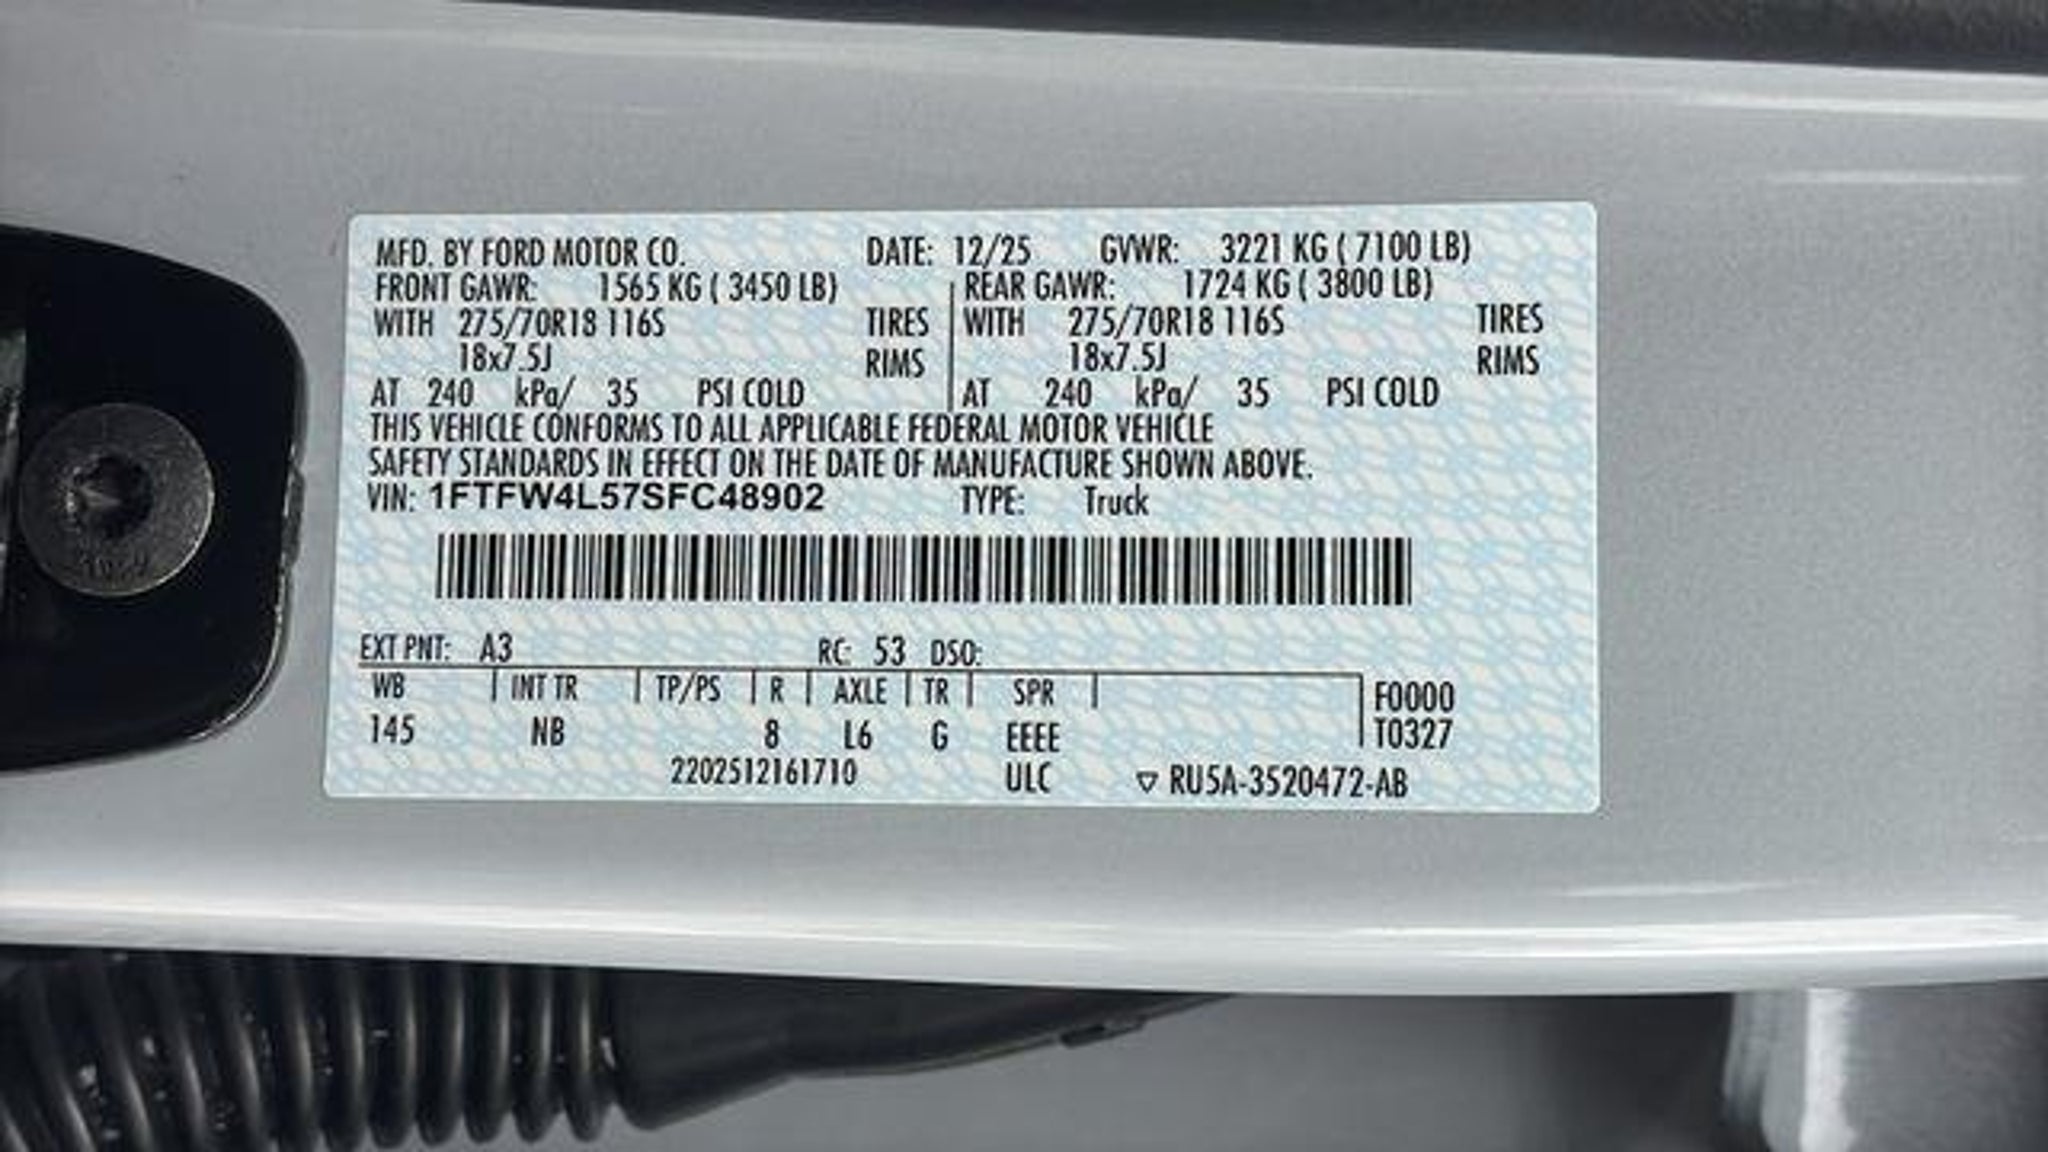 MFD. BY FORD MOTOR CO. DATE: 12/25 GVWR: 3221 KG ( 7100 LB)
FRONT GAWR: 1565 KG ( 3450 LB) REAR GAWR: 1724 KG ( 3800 LB)
WITH 275/70R18 116S TIRES WITH 275/70R18 116S TIRES
18x7.5J RIMS 18x7.5J RIMS
AT 240 kPa/ 35 PSI COLD AT 240 kPa/ 35 PSI COLD
THIS VEHICLE CONFORMS TO ALL APPLICABLE FEDERAL MOTOR VEHICLE
SAFETY STANDARDS IN EFFECT ON THE DATE OF MANUFACTURE SHOWN ABOVE.
VIN: 1FTFW4L57SFC48902 TYPE: Truck
EXT PNT: A3 RC: 53 DSO:
WB INT TR TP/PS R AXLE TR SPR F0000
145 NB 8 L6 G EEEE T0327
2202512161710 ULC ▽ RU5A-3520472-AB